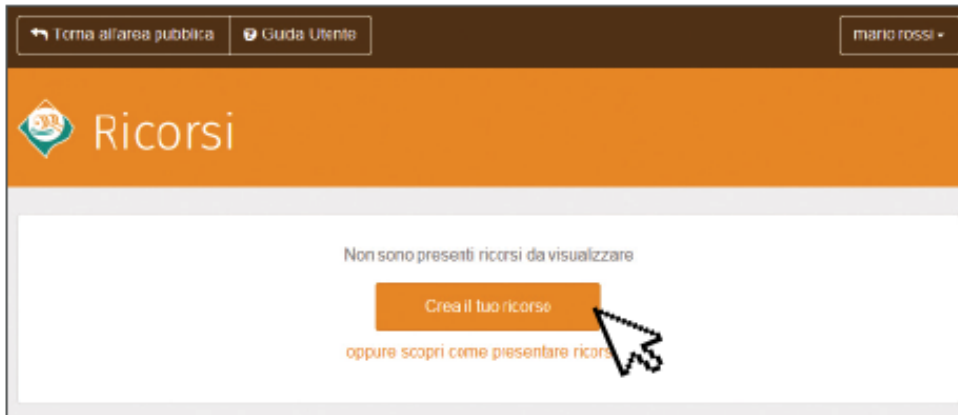 Torna all'area pubblica
Guida Utente
mario rossi
Ricorsi
Non sono presenti ricorsi da visualizzare
Crea il tuo ricorso
oppure scopri come presentare